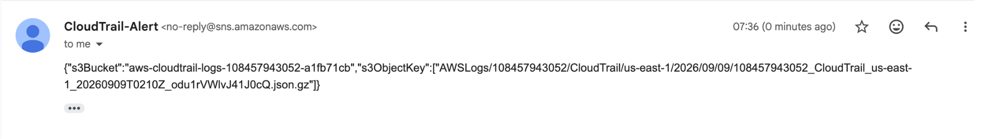 CloudTrail-Alert <no-reply@sns.amazonaws.com> 07:36 (0 minutes ago)
to me
{"s3Bucket":"aws-cloudtrail-logs-108457943052-a1fb71cb","s3ObjectKey":["AWSLogs/108457943052/CloudTrail/us-east-1/2026/09/09/108457943052_CloudTrail_us-east-
1_20260909T0210Z_odu1rVWlvJ41J0cQ.json.gz"]}